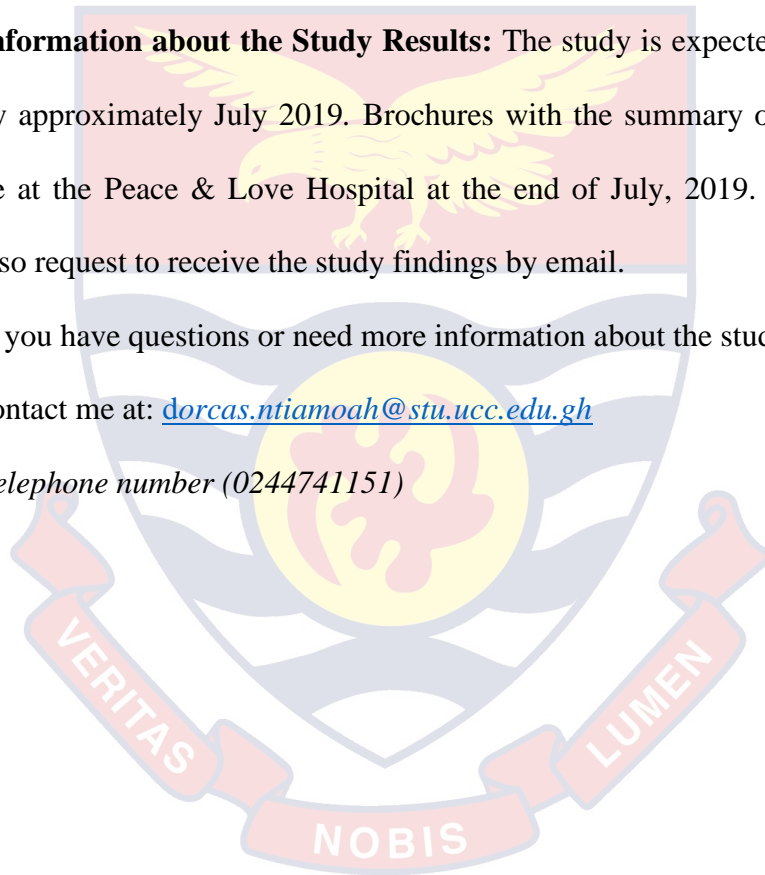 nformation about the Study Results: The study is expecte
y approximately July 2019. Brochures with the summary o
e at the Peace & Love Hospital at the end of July, 2019.
so request to receive the study findings by email.
you have questions or need more information about the stud
ontact me at: dorcas.ntiamoah@stu.ucc.edu.gh
elephone number (0244741151)
VERITAS
NOBIS
LUMEN